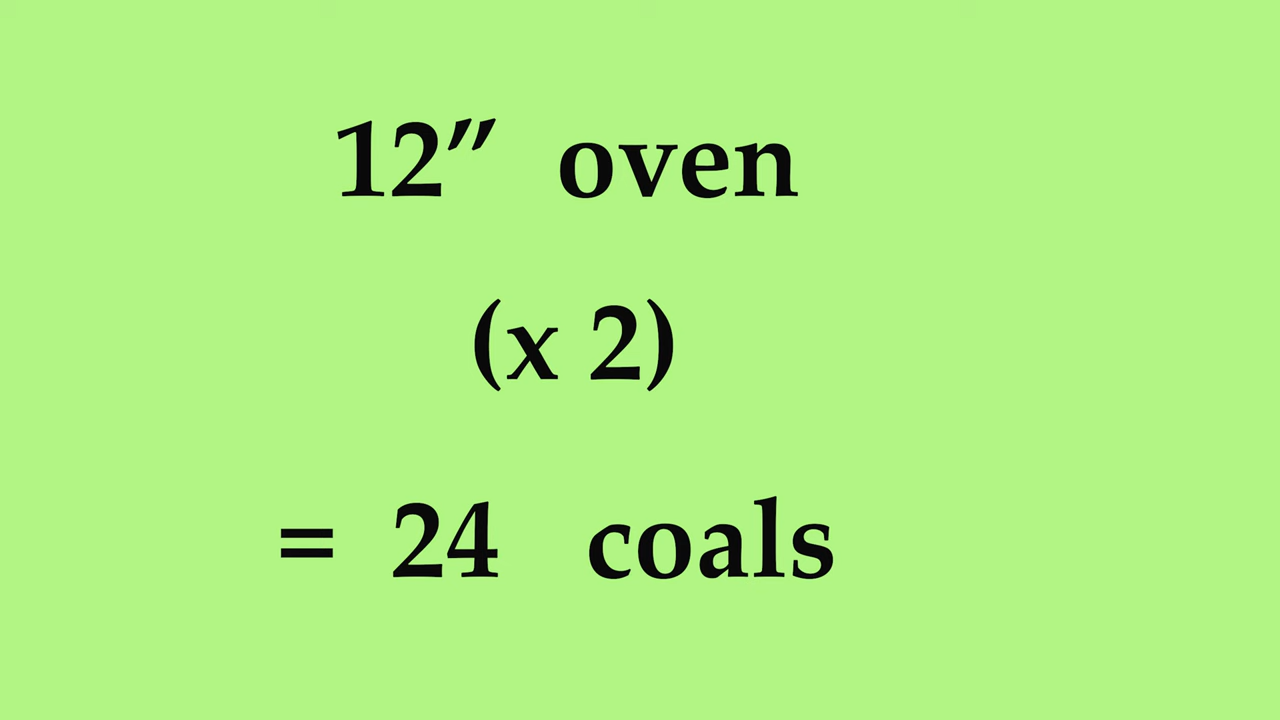 12” oven
(x 2)
= 24 coals